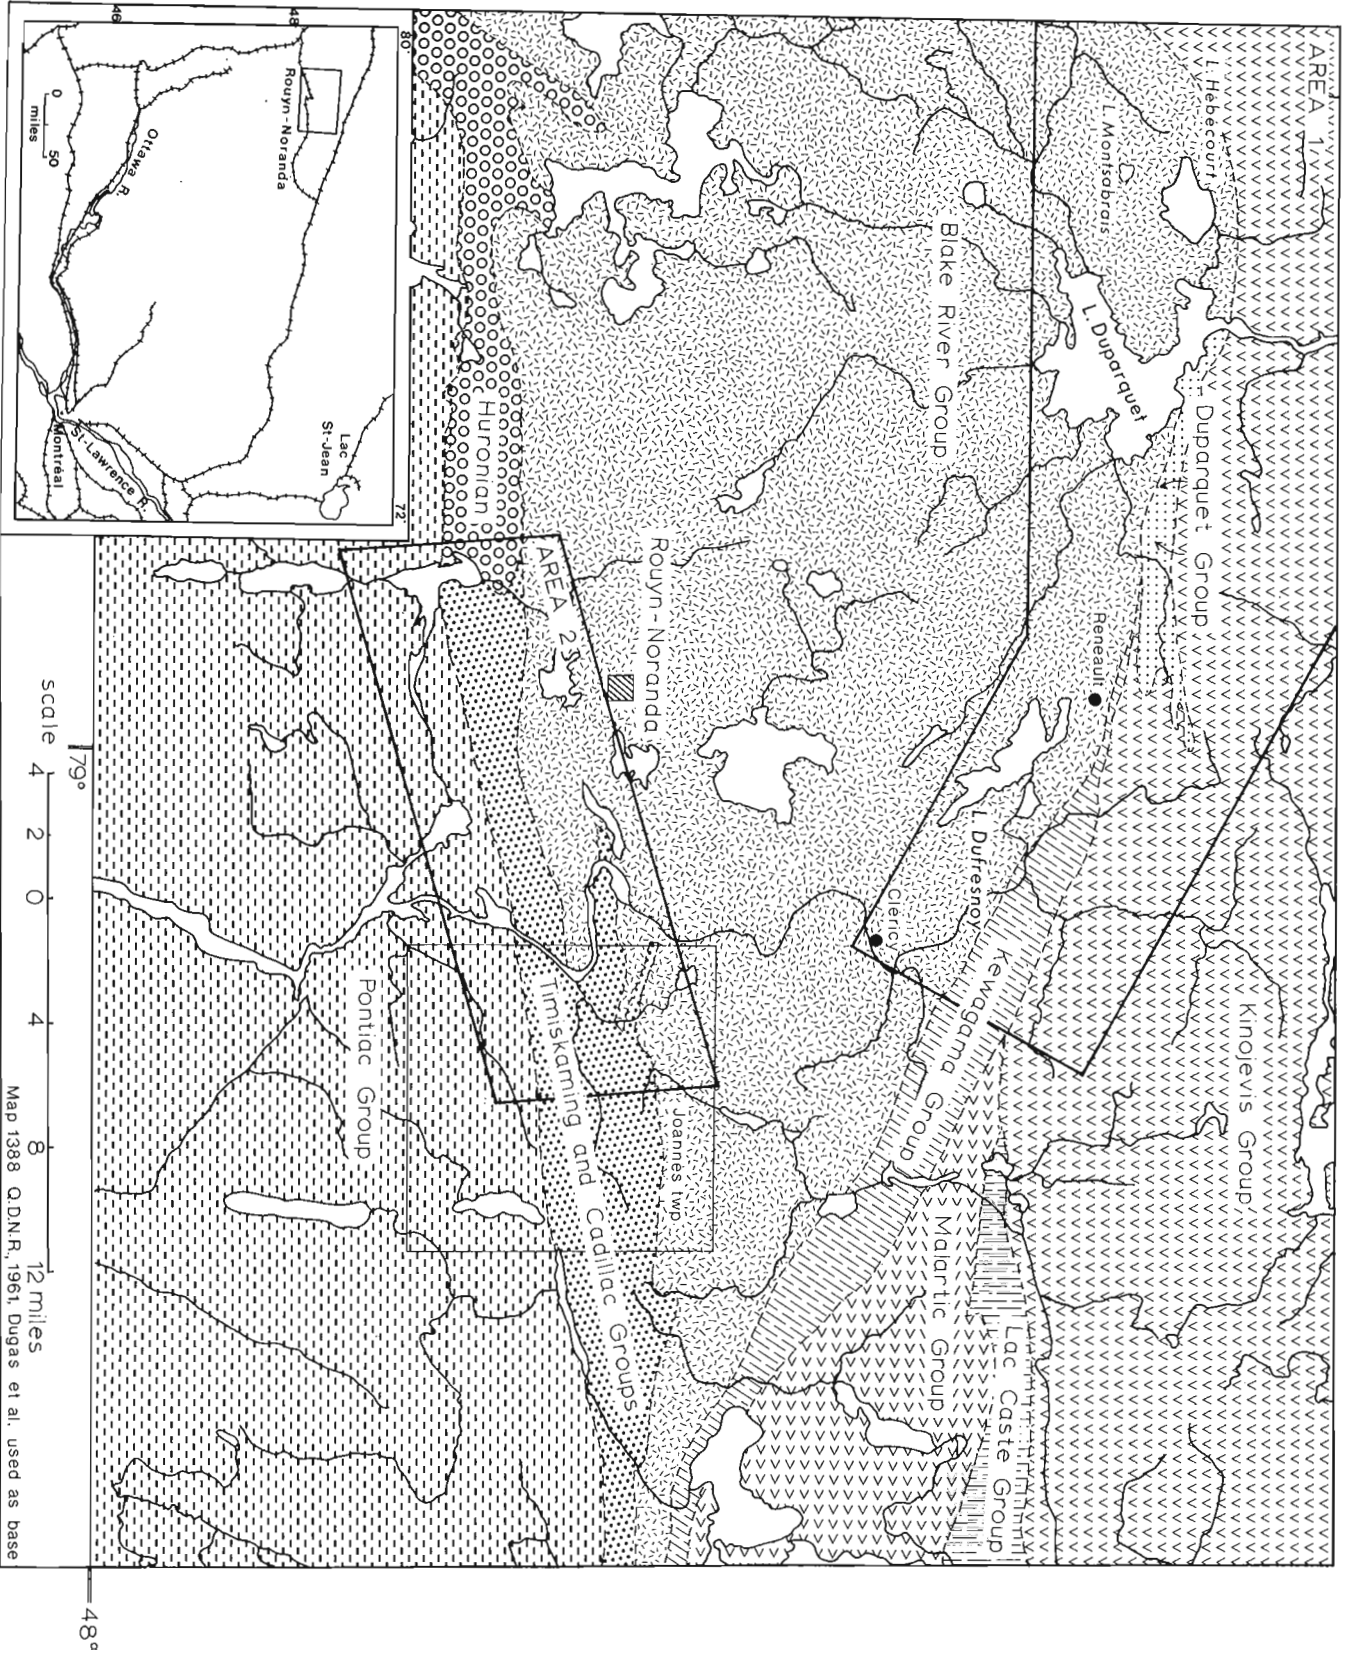 AREA 1
L Hébécourt
L Montsabrais
L. Duparquet
Duparquet Group
Blake River Group
Reneault
Kinojevis Group
L Dufresnoy
Clericy
Kewagama Group
Malartic Group
Lac Caste Group
Rouyn-Noranda
AREA 2
Huronian
Joannes twp
Timiskaming and Cadillac Groups
Pontiac Group
80
72
48
46
Rouyn-Noranda
Ottawa R.
Lac
St-Jean
St-Lawrence R.
Montréal
0 50
miles
79°
48°
scale 4 2 0 4 8 12 miles
Map 1388 Q.D.N.R., 1961, Dugas et al. used as base